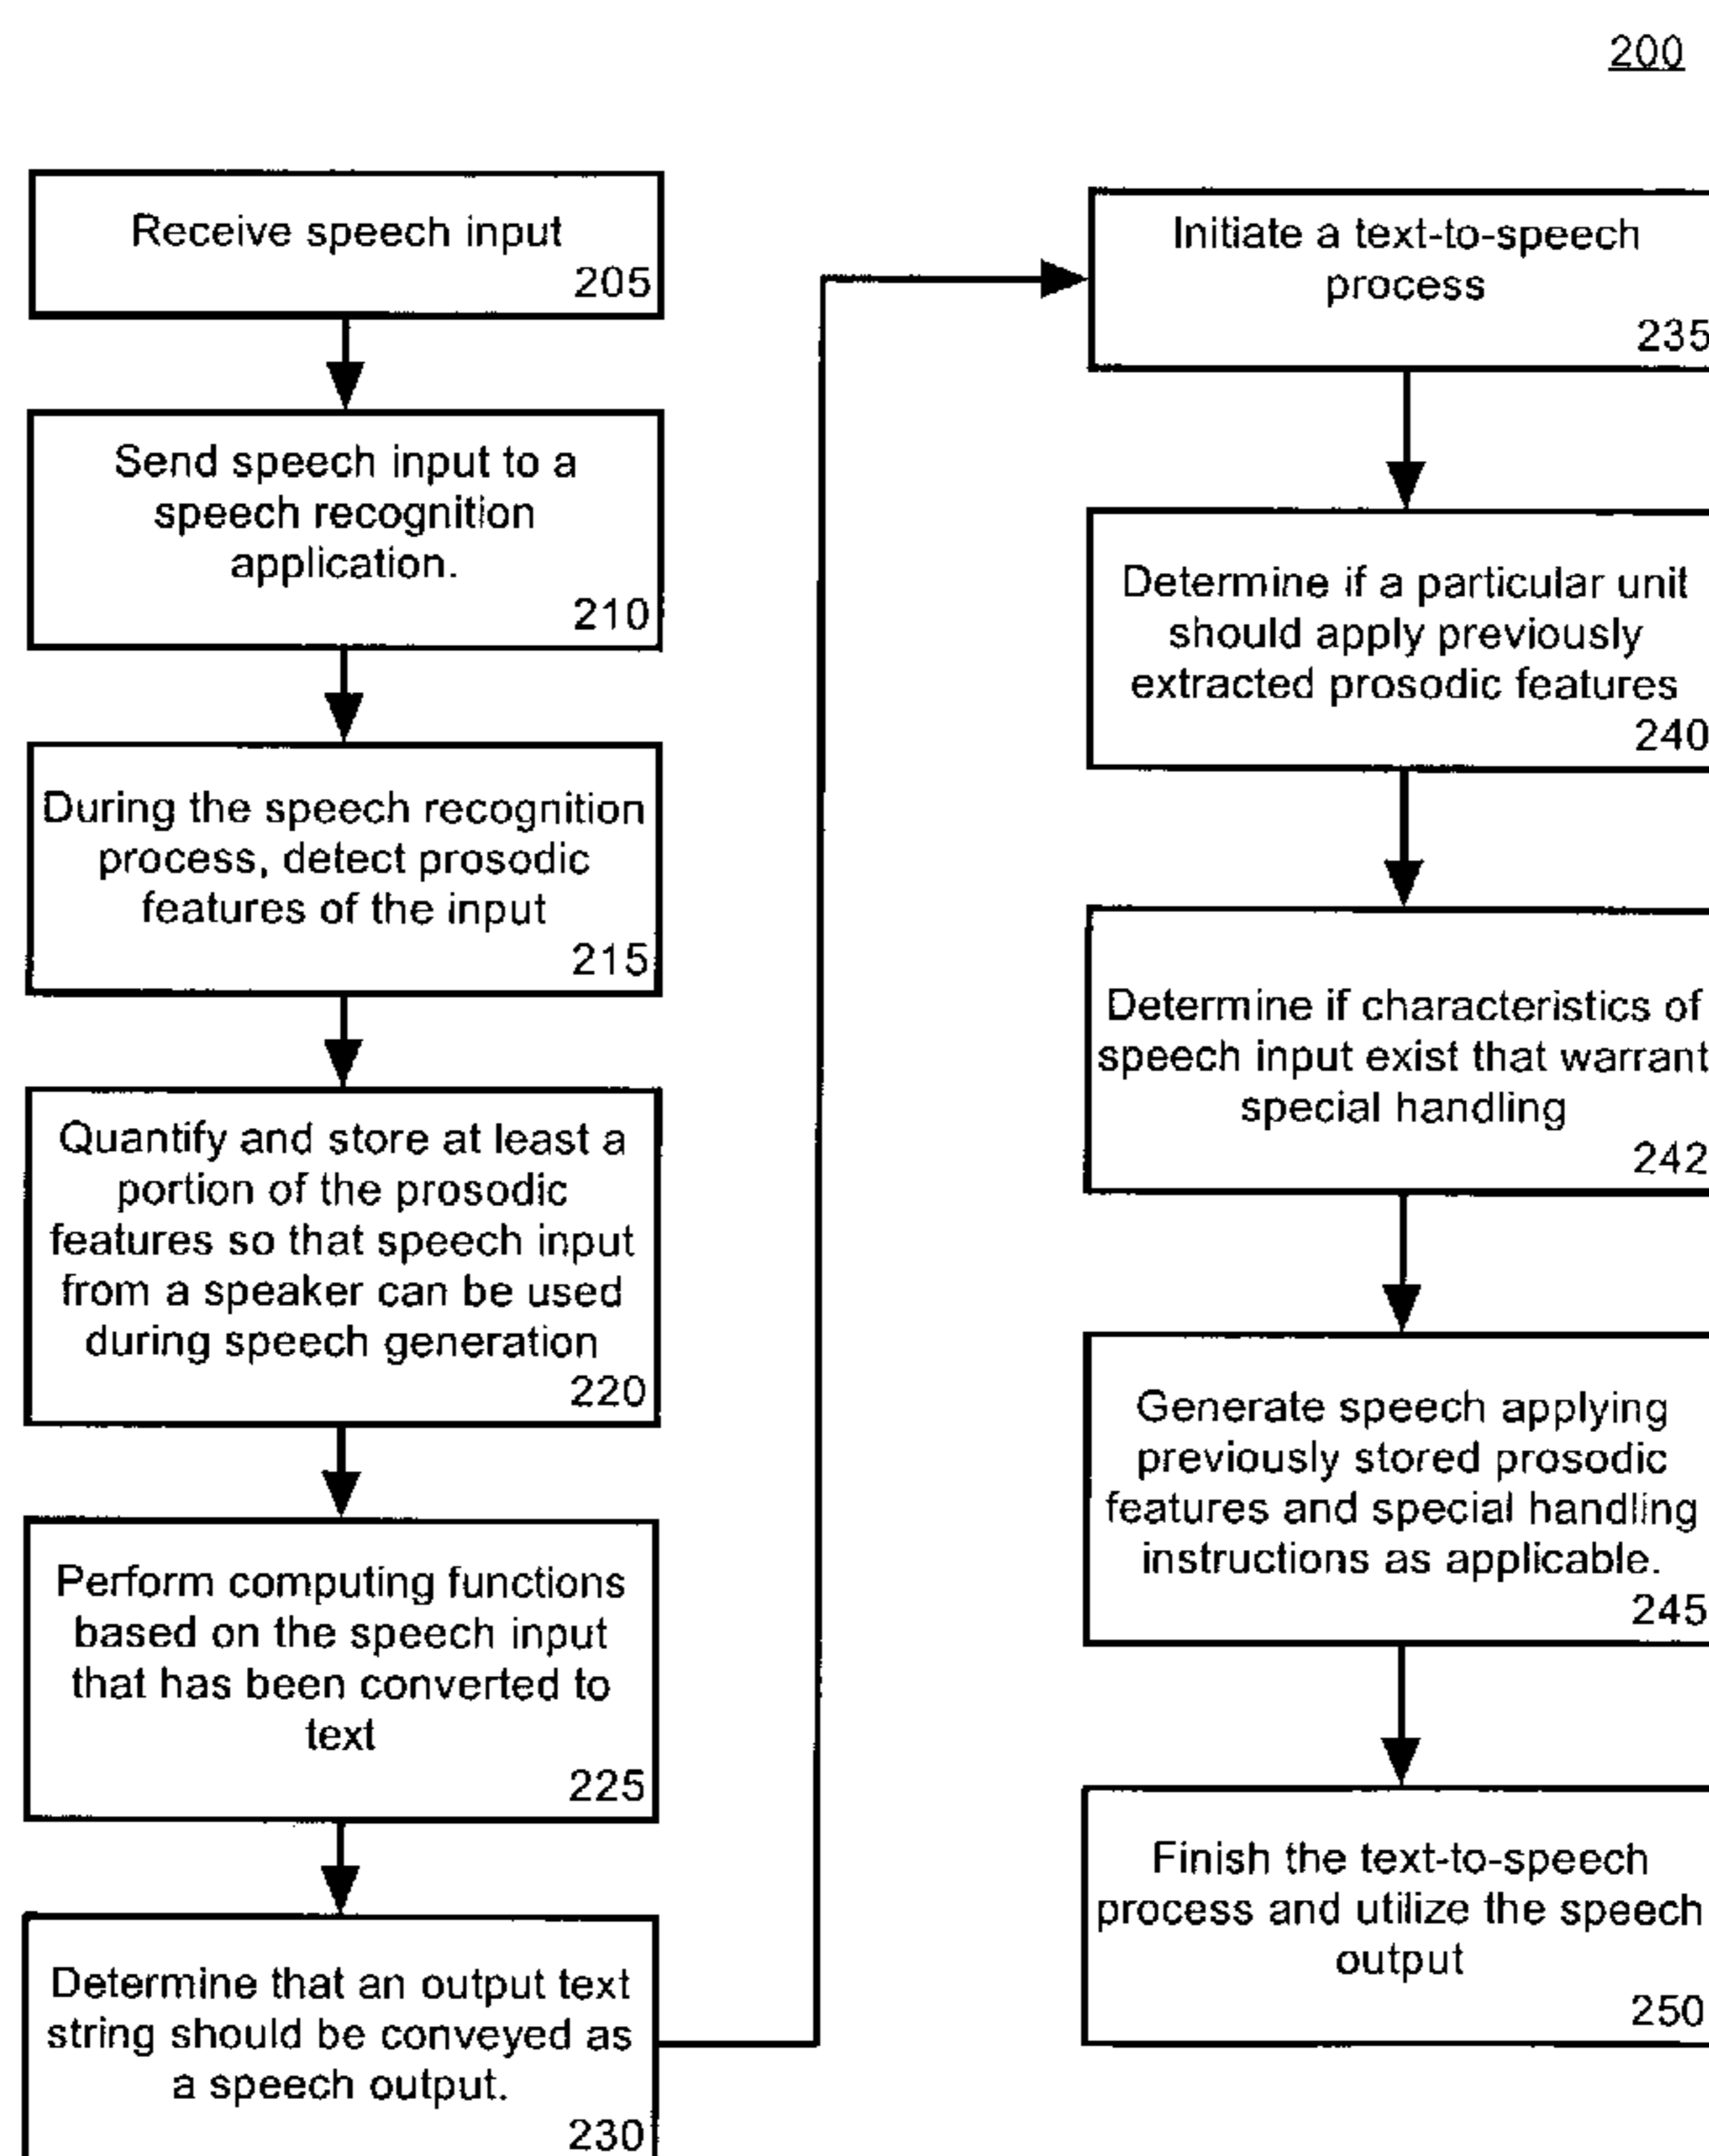 200
Receive speech input
205
Send speech input to a
speech recognition
application.
210
During the speech recognition
process, detect prosodic
features of the input
215
Quantify and store at least a
portion of the prosodic
features so that speech input
from a speaker can be used
during speech generation
220
Perform computing functions
based on the speech input
that has been converted to
text
225
Determine that an output text
string should be conveyed as
a speech output.
230
Initiate a text-to-speech
process
235
Determine if a particular unit
should apply previously
extracted prosodic features
240
Determine if characteristics of
speech input exist that warrant
special handling
242
Generate speech applying
previously stored prosodic
features and special handling
instructions as applicable.
245
Finish the text-to-speech
process and utilize the speech
output
250